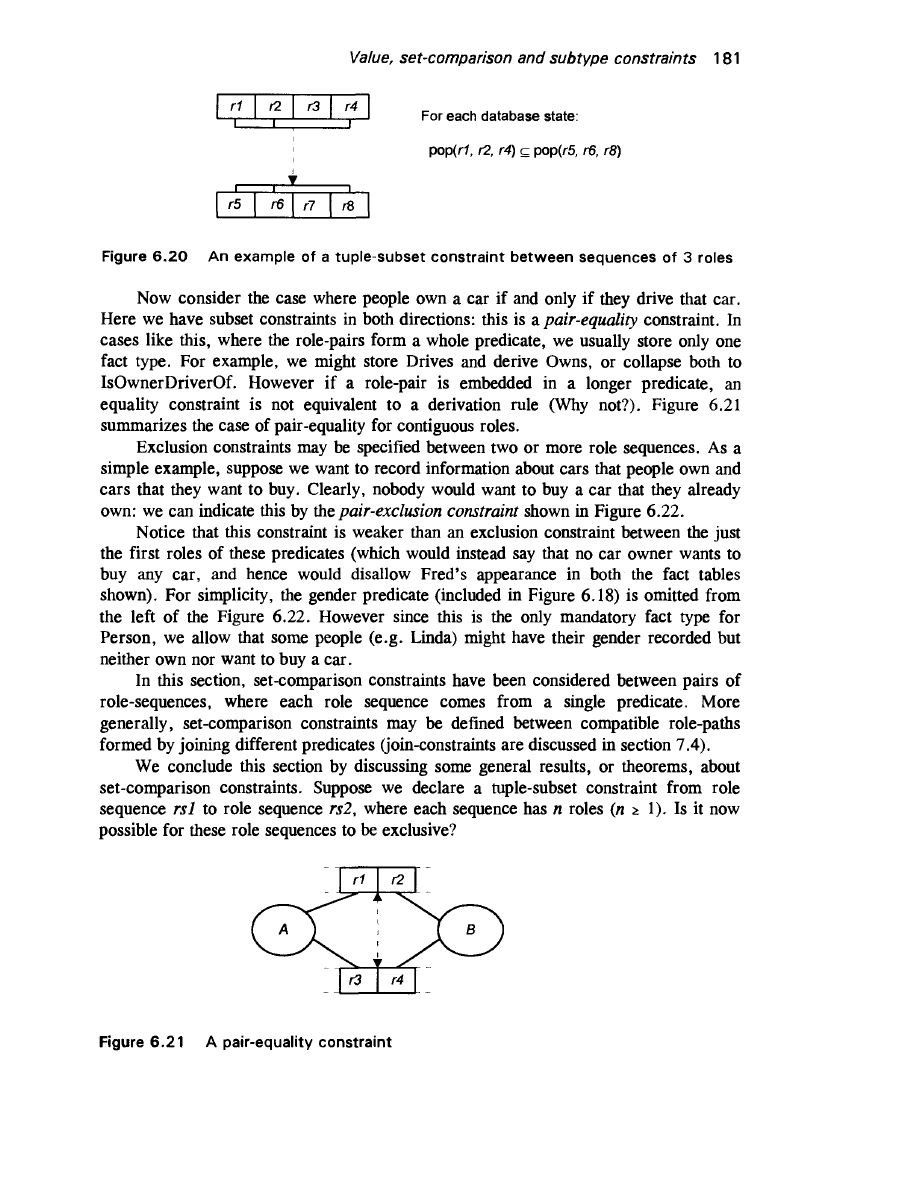 Value, set-comparison and subtype constraints 181
r1 r2 r3 r4
For each database state:
pop(r1, r2, r4) ⊆ pop(r5, r6, r8)
r5 r6 r7 r8
Figure 6.20 An example of a tuple-subset constraint between sequences of 3 roles
Now consider the case where people own a car if and only if they drive that car.
Here we have subset constraints in both directions: this is a pair-equality constraint. In
cases like this, where the role-pairs form a whole predicate, we usually store only one
fact type. For example, we might store Drives and derive Owns, or collapse both to
IsOwnerDriverOf. However if a role-pair is embedded in a longer predicate, an
equality constraint is not equivalent to a derivation rule (Why not?). Figure 6.21
summarizes the case of pair-equality for contiguous roles.
Exclusion constraints may be specified between two or more role sequences. As a
simple example, suppose we want to record information about cars that people own and
cars that they want to buy. Clearly, nobody would want to buy a car that they already
own: we can indicate this by the pair-exclusion constraint shown in Figure 6.22.
Notice that this constraint is weaker than an exclusion constraint between the just
the first roles of these predicates (which would instead say that no car owner wants to
buy any car, and hence would disallow Fred's appearance in both the fact tables
shown). For simplicity, the gender predicate (included in Figure 6.18) is omitted from
the left of the Figure 6.22. However since this is the only mandatory fact type for
Person, we allow that some people (e.g. Linda) might have their gender recorded but
neither own nor want to buy a car.
In this section, set-comparison constraints have been considered between pairs of
role-sequences, where each role sequence comes from a single predicate. More
generally, set-comparison constraints may be defined between compatible role-paths
formed by joining different predicates (join-constraints are discussed in section 7.4).
We conclude this section by discussing some general results, or theorems, about
set-comparison constraints. Suppose we declare a tuple-subset constraint from role
sequence rs1 to role sequence rs2, where each sequence has n roles (n ≥ 1). Is it now
possible for these role sequences to be exclusive?
r1 r2
A B
r3 r4
Figure 6.21 A pair-equality constraint